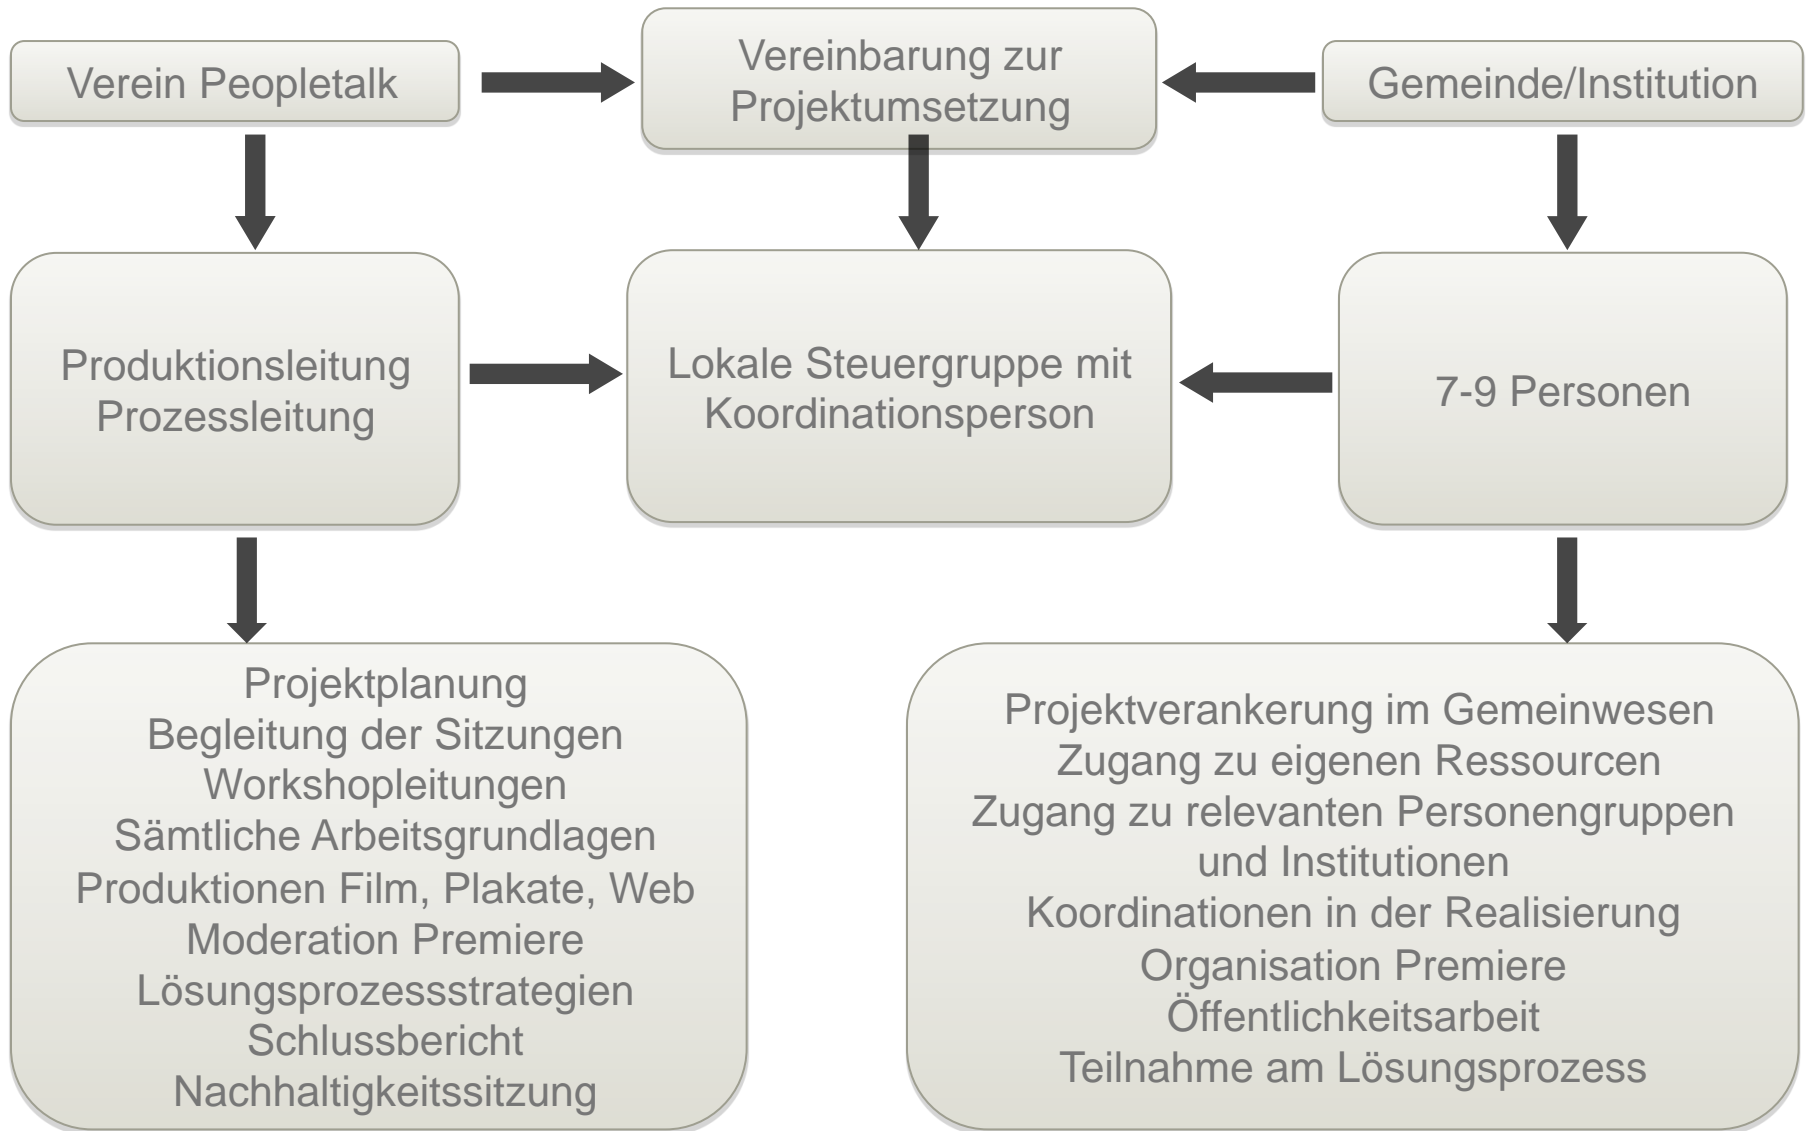 Verein Peopletalk
Vereinbarung zur
Projektumsetzung
Gemeinde/Institution
Produktionsleitung
Prozessleitung
Lokale Steuergruppe mit
Koordinationsperson
7-9 Personen
Projektplanung
Begleitung der Sitzungen
Workshopleitungen
Sämtliche Arbeitsgrundlagen
Produktionen Film, Plakate, Web
Moderation Premiere
Lösungsprozessstrategien
Schlussbericht
Nachhaltigkeitssitzung
Projektverankerung im Gemeinwesen
Zugang zu eigenen Ressourcen
Zugang zu relevanten Personengruppen
und Institutionen
Koordinationen in der Realisierung
Organisation Premiere
Öffentlichkeitsarbeit
Teilnahme am Lösungsprozess